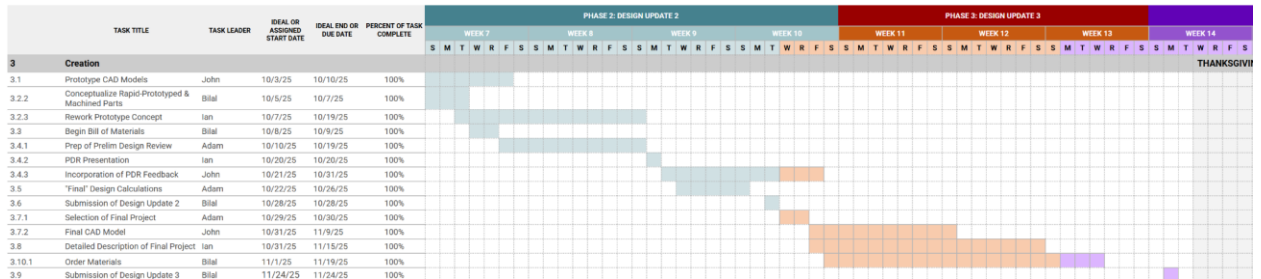 PHASE 2: DESIGN UPDATE 2 PHASE 3: DESIGN UPDATE 3
TASK TITLE TASK LEADER IDEAL OR ASSIGNED START DATE IDEAL END OR DUE DATE PERCENT OF TASK COMPLETE
WEEK 7 WEEK 8 WEEK 9 WEEK 10 WEEK 11 WEEK 12 WEEK 13 WEEK 14
S M T W R F S S M T W R F S S M T W R F S S M T W R F S S M T W R F S S M T W R F S S M T W R F S S M T W R F S
3 Creation THANKSGIVIN
3.1 Prototype CAD Models John 10/3/25 10/10/25 100%
3.2.2 Conceptualize Rapid-Prototyped & Machined Parts Bilal 10/5/25 10/7/25 100%
3.2.3 Rework Prototype Concept Ian 10/7/25 10/19/25 100%
3.3 Begin Bill of Materials Bilal 10/8/25 10/9/25 100%
3.4.1 Prep of Prelim Design Review Adam 10/10/25 10/19/25 100%
3.4.2 PDR Presentation Ian 10/20/25 10/20/25 100%
3.4.3 Incorporation of PDR Feedback John 10/21/25 10/31/25 100%
3.5 "Final" Design Calculations Adam 10/22/25 10/26/25 100%
3.6 Submission of Design Update 2 Bilal 10/28/25 10/28/25 100%
3.7.1 Selection of Final Project Adam 10/29/25 10/30/25 100%
3.7.2 Final CAD Model John 10/31/25 11/9/25 100%
3.8 Detailed Description of Final Project Ian 10/31/25 11/15/25 100%
3.10.1 Order Materials Bilal 11/1/25 11/19/25 100%
3.9 Submission of Design Update 3 Bilal 11/24/25 11/24/25 100%